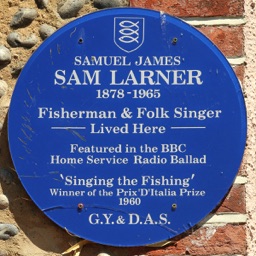 SAMUEL JAMES
SAM LARNER
1878-1965
Fisherman & Folk Singer
Lived Here
Featured in the BBC
Home Service Radio Ballad
'Singing the Fishing'
Winner of the Prix D'Italia Prize
1960
G.Y. & D.A.S.